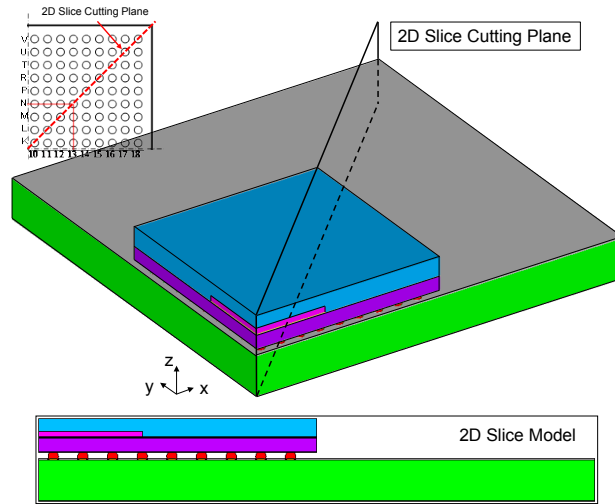 2D Slice Cutting Plane
2D Slice Cutting Plane
V
U
T
R
P
N
M
L
K
10 11 12 13 14 15 16 17 18
z
y
x
2D Slice Model